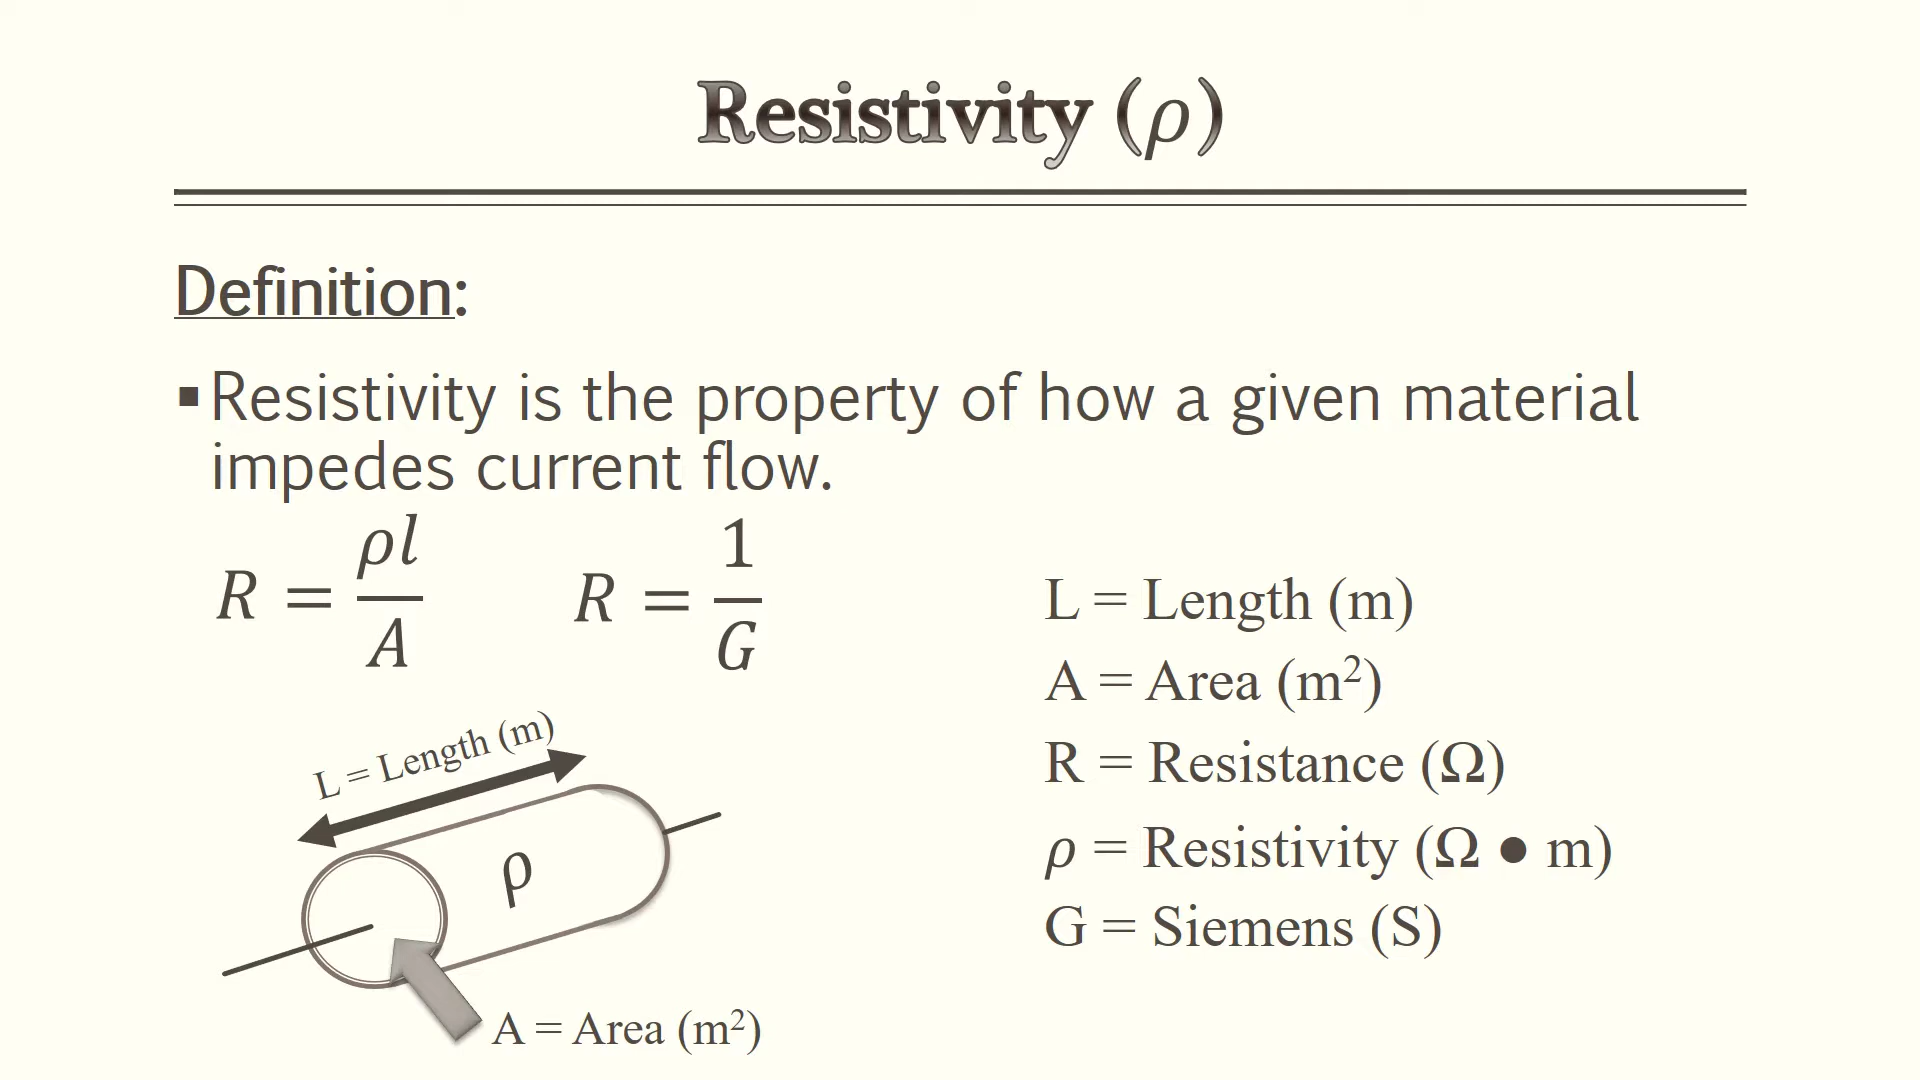 Resistivity (ρ)
Definition:
▪Resistivity is the property of how a given material
impedes current flow.
R = ρl/A
R = 1/G
L = Length (m)
A = Area (m²)
R = Resistance (Ω)
ρ = Resistivity (Ω ● m)
G = Siemens (S)
L = Length (m)
ρ
A = Area (m²)